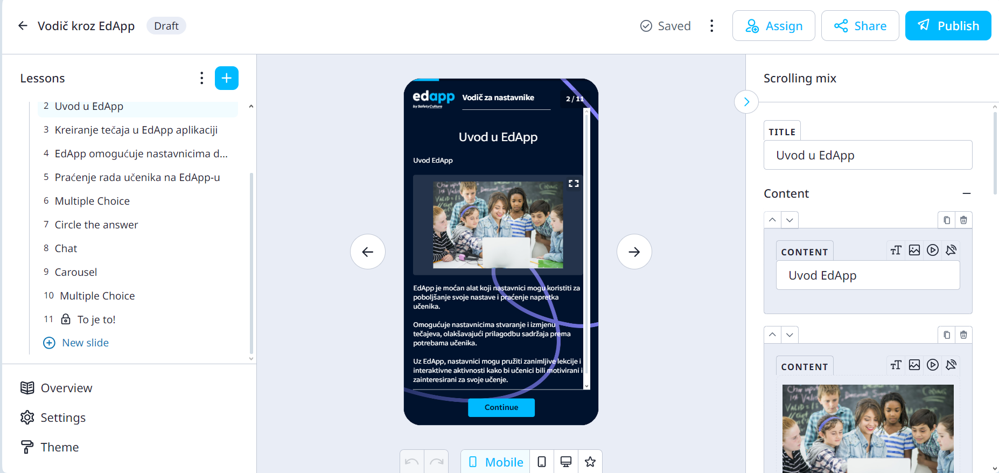 Vodič kroz EdApp
Draft
Saved
Assign
Share
Publish
Lessons
2 Uvod u EdApp
3 Kreiranje tečaja u EdApp aplikaciji
4 EdApp omogućuje nastavnicima d...
5 Praćenje rada učenika na EdApp-u
6 Multiple Choice
7 Circle the answer
8 Chat
9 Carousel
10 Multiple Choice
11 To je to!
New slide
Overview
Settings
Theme
edapp
by SafetyCulture
Vodič za nastavnike
2 / 11
Uvod u EdApp
Uvod EdApp
EdApp je moćan alat koji nastavnici mogu koristiti za
poboljšanje svoje nastave i praćenje napretka
učenika.
Omogućuje nastavnicima stvaranje i izmjenu
tečajeva, olakšavajući prilagodbu sadržaja prema
potrebama učenika.
Uz EdApp, nastavnici mogu pružiti zanimljive lekcije i
interaktivne aktivnosti kako bi učenici bili motivirani i
zainteresirani za svoje učenje.
Continue
Mobile
Scrolling mix
TITLE
Uvod u EdApp
Content
CONTENT
Uvod EdApp
CONTENT